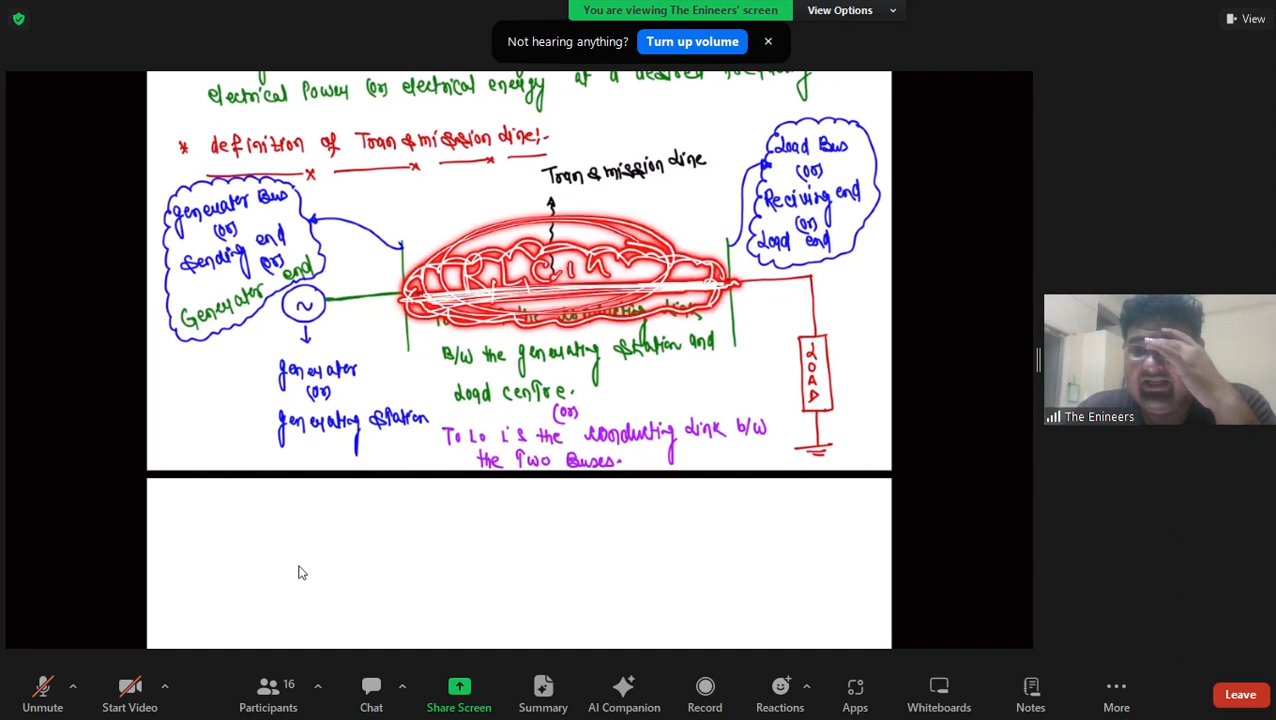 You are viewing The Enineers' screen
View Options
View
Not hearing anything?
Turn up volume
electrical Power (or) electrical energy at a desired
* definition of Transmission Line:-
Transmission Line
generator Bus
(or)
Sending end
(or)
Generator end
Load Bus
(or)
Reciving end
(or)
Load end
R, L, C, G
B/w the generating station and
Load centre.
(or)
T. L. is the conducting link b/w
the Two Buses.
generator
(or)
generating station
LOAD
The Enineers
Unmute
Start Video
16
Participants
Chat
Share Screen
Summary
AI Companion
Record
Reactions
Apps
Whiteboards
Notes
More
Leave